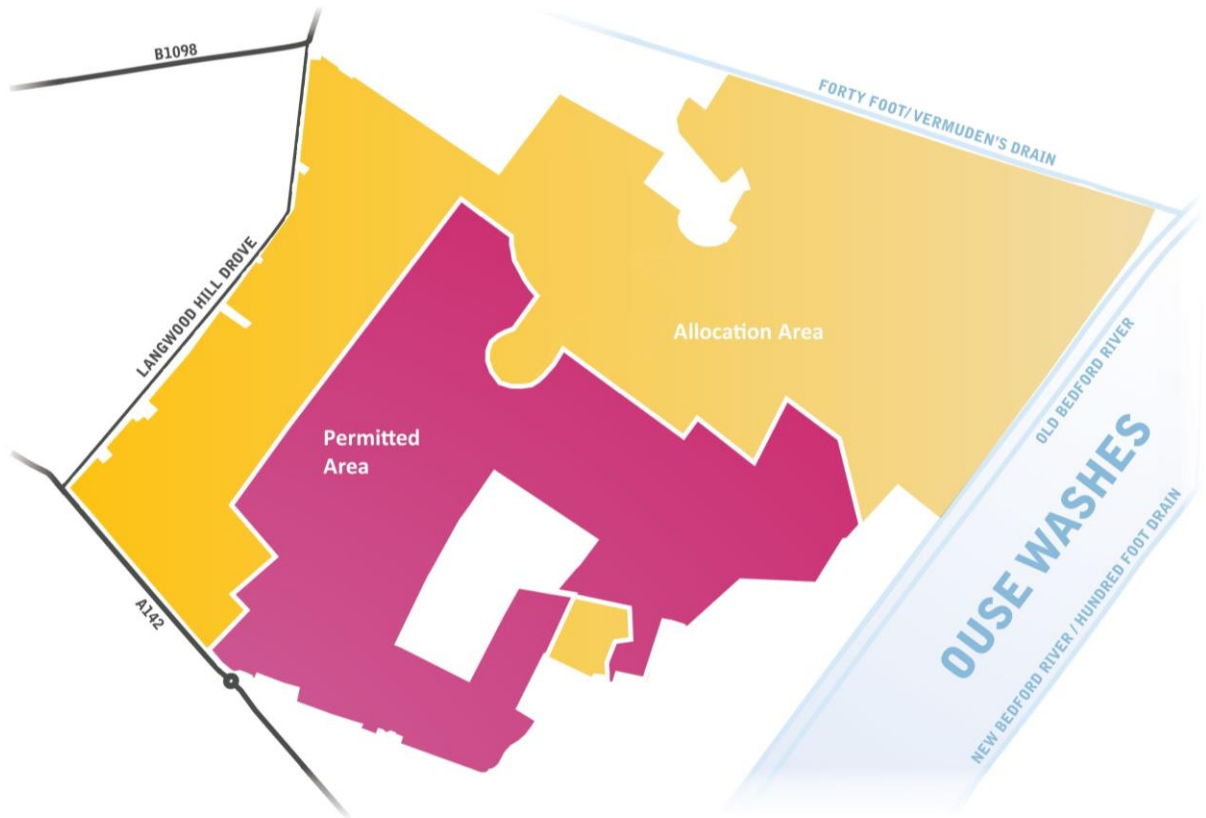 B1098
FORTY FOOT/VERMUDEN'S DRAIN
LANGWOOD HILL DROVE
Allocation Area
OLD BEDFORD RIVER
Permitted
Area
OUSE WASHES
NEW BEDFORD RIVER / HUNDRED FOOT DRAIN
A142